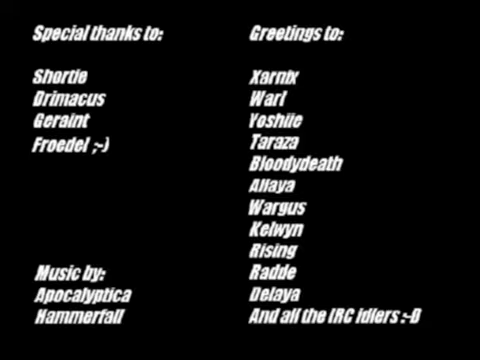 Special thanks to:
Shortie
Drimacus
Geraint
Froedel ;-)
Music by:
Apocalyptica
Hammerfall
Greetings to:
Xarnix
Warl
Yoshiie
Taraza
Bloodydeath
Allaya
Wargus
Kelwyn
Rising
Radde
Delaya
And all the IRC idlers :-D